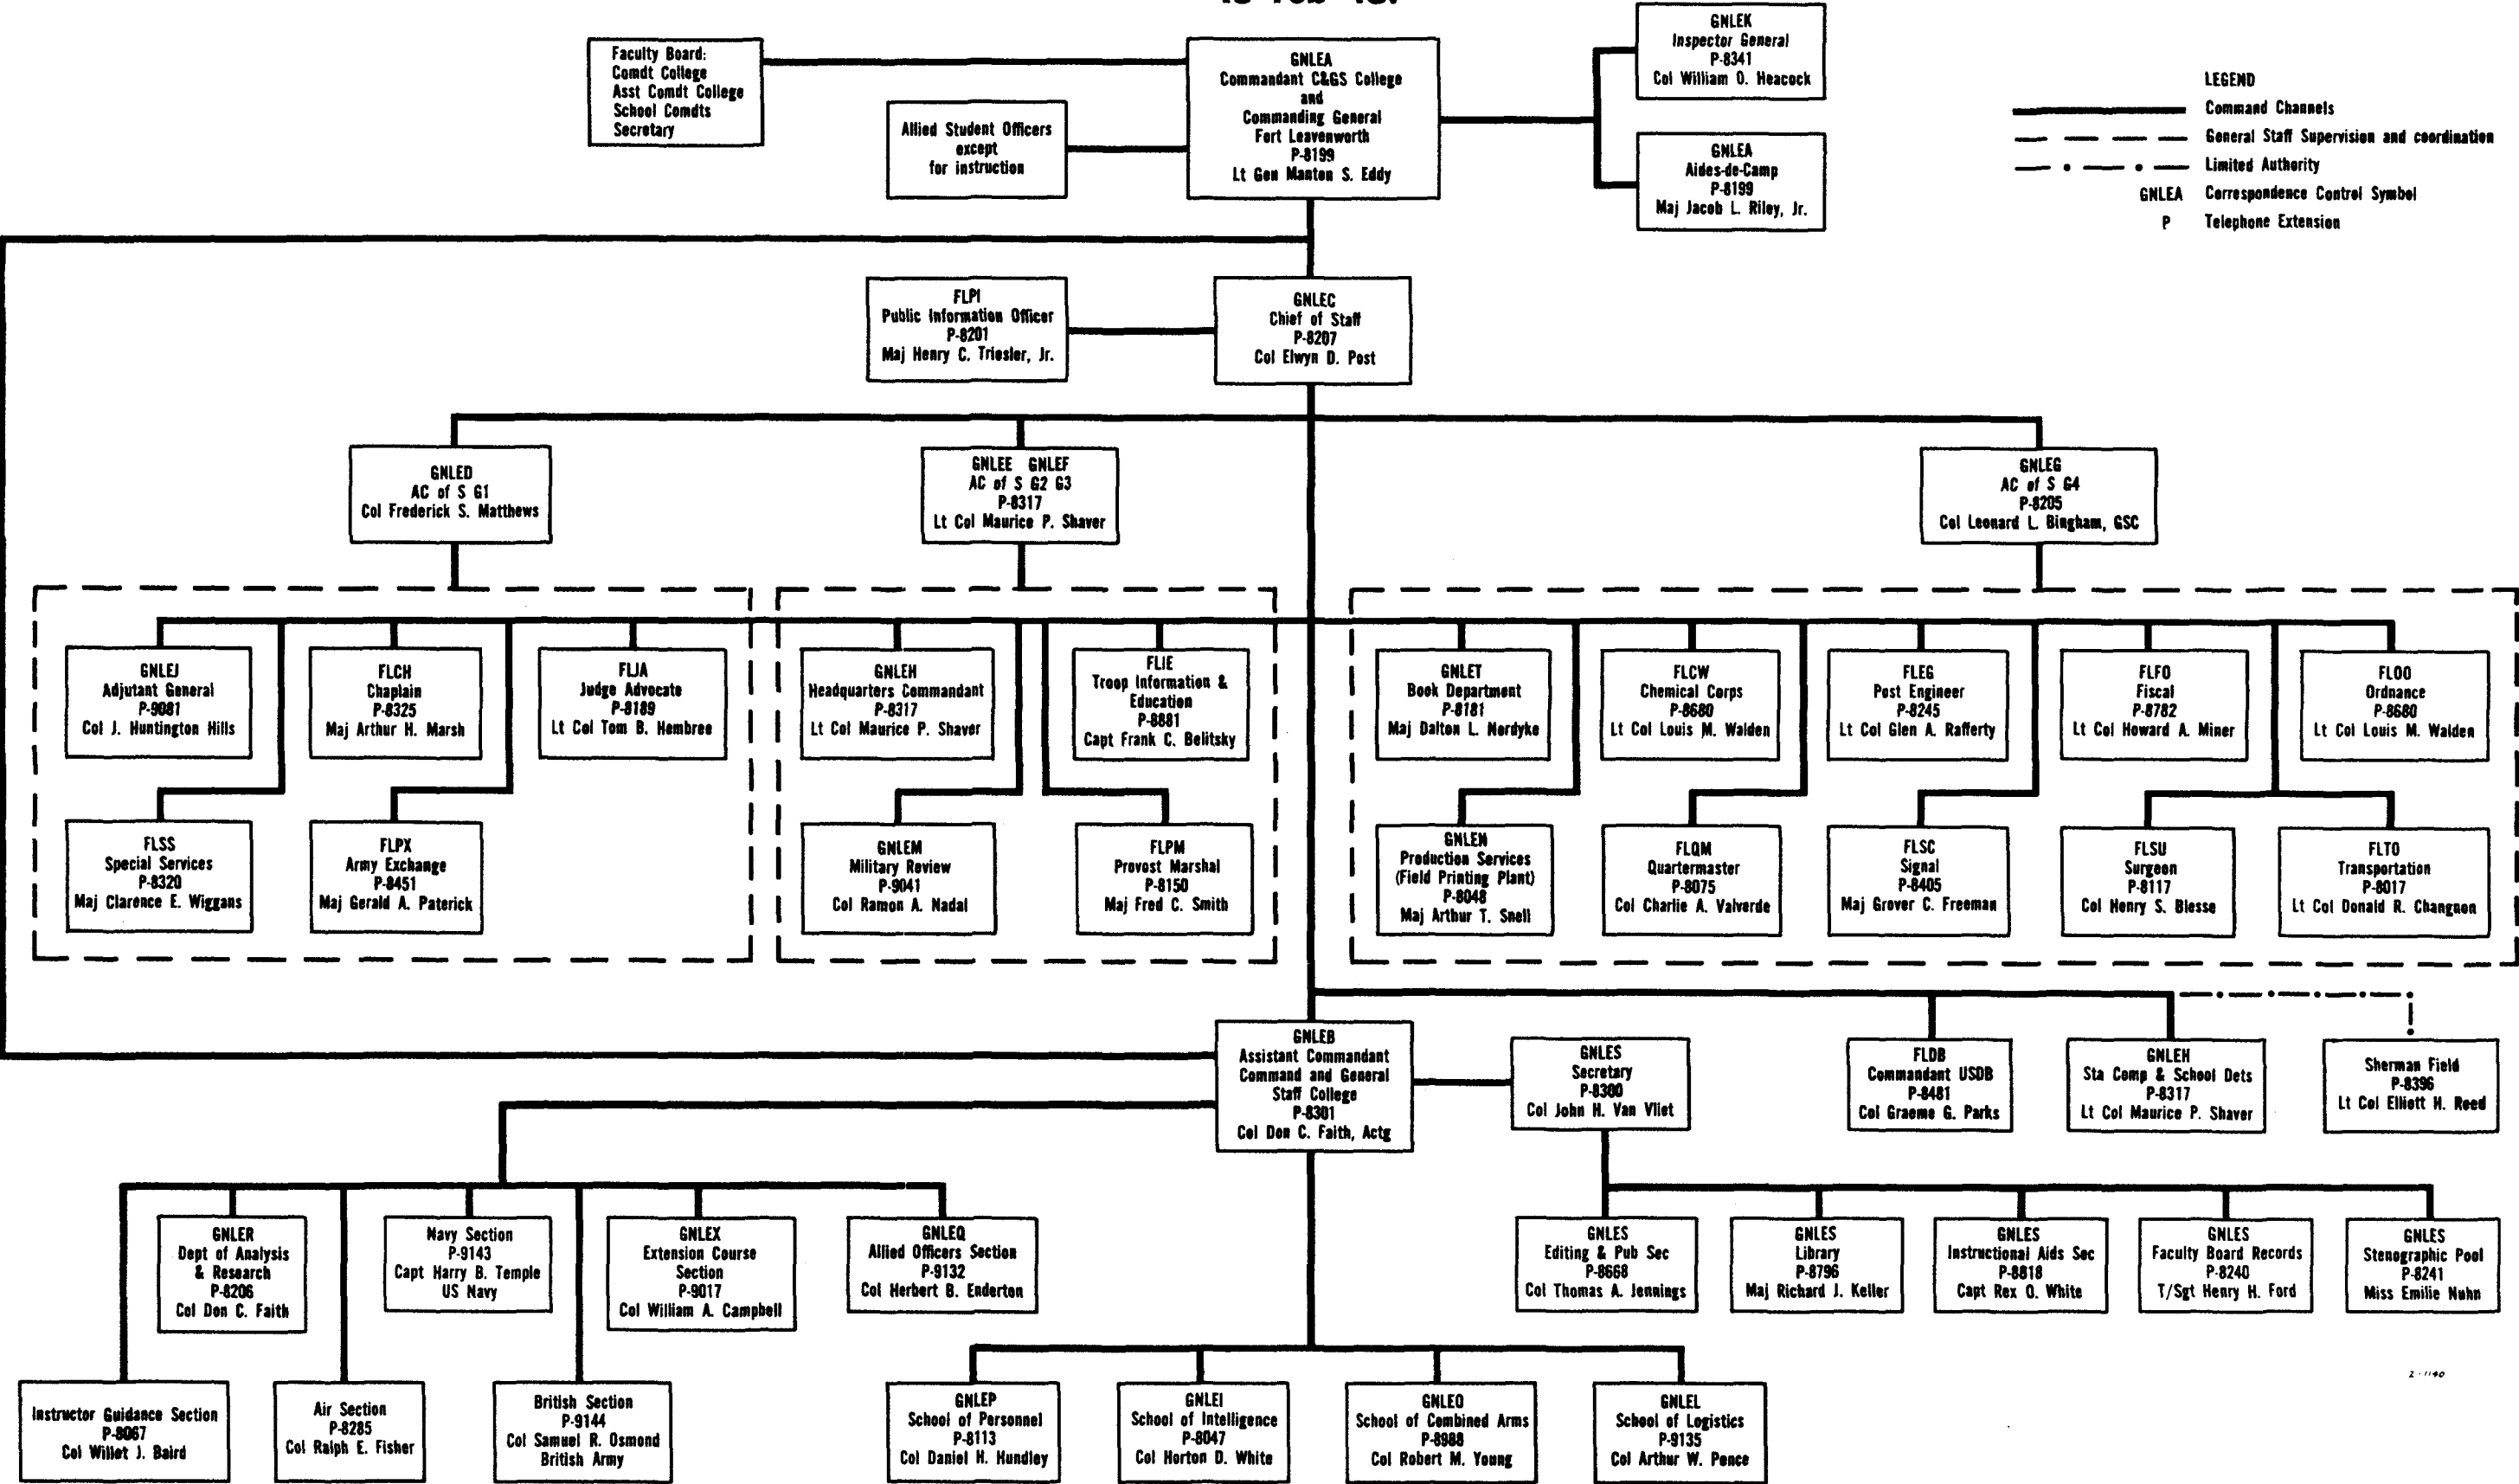 Faculty Board:
Comdt College
Asst Comdt College
School Comdts
Secretary
Allied Student Officers
except
for instruction
GNLEA
Commandant C&GS College
and
Commanding General
Fort Leavenworth
P-8199
Lt Gen Manton S. Eddy
GNLEK
Inspector General
P-8341
Col William O. Heacock
GNLEA
Aides-de-Camp
P-8199
Maj Jacob L. Riley, Jr.
LEGEND
Command Channels
General Staff Supervision and coordination
Limited Authority
GNLEA Correspondence Control Symbol
P Telephone Extension
FLPI
Public Information Officer
P-8201
Maj Henry C. Triesler, Jr.
GNLEC
Chief of Staff
P-8207
Col Elwyn D. Post
GNLED
AC of S G1
Col Frederick S. Matthews
GNLEE GNLEF
AC of S G2 G3
P-8317
Lt Col Maurice P. Shaver
GNLEG
AC of S G4
P-8205
Col Leonard L. Bingham, GSC
GNLEJ
Adjutant General
P-9081
Col J. Huntington Hills
FLCH
Chaplain
P-8325
Maj Arthur H. Marsh
FLJA
Judge Advocate
P-8189
Lt Col Tom B. Hembree
GNLEH
Headquarters Commandant
P-8317
Lt Col Maurice P. Shaver
FLIE
Troop Information &
Education
P-8881
Capt Frank C. Belitsky
GNLET
Book Department
P-8181
Maj Dalton L. Nordyke
FLCW
Chemical Corps
P-8680
Lt Col Louis M. Walden
FLEG
Post Engineer
P-8245
Lt Col Glen A. Rafferty
FLFO
Fiscal
P-8782
Lt Col Howard A. Miner
FLOO
Ordnance
P-8680
Lt Col Louis M. Walden
FLSS
Special Services
P-8320
Maj Clarence E. Wiggans
FLPX
Army Exchange
P-8451
Maj Gerald A. Paterick
GNLEM
Military Review
P-9041
Col Ramon A. Nadal
FLPM
Provost Marshal
P-8150
Maj Fred C. Smith
GNLEN
Production Services
(Field Printing Plant)
P-8048
Maj Arthur T. Snell
FLQM
Quartermaster
P-8075
Col Charlie A. Valverde
FLSC
Signal
P-8405
Maj Grover C. Freeman
FLSU
Surgeon
P-8117
Col Henry S. Blesse
FLTO
Transportation
P-8017
Lt Col Donald R. Changnon
GNLEB
Assistant Commandant
Command and General
Staff College
P-8301
Col Don C. Faith, Actg
GNLES
Secretary
P-8300
Col John H. Van Vliet
FLDB
Commandant USDB
P-8481
Col Graeme G. Parks
GNLEH
Sta Comp & School Dets
P-8317
Lt Col Maurice P. Shaver
Sherman Field
P-8396
Lt Col Elliott H. Reed
GNLER
Dept of Analysis
& Research
P-8206
Col Don C. Faith
Navy Section
P-9143
Capt Harry B. Temple
US Navy
GNLEX
Extension Course
Section
P-9017
Col William A. Campbell
GNLEQ
Allied Officers Section
P-9132
Col Herbert B. Enderton
GNLES
Editing & Pub Sec
P-8668
Col Thomas A. Jennings
GNLES
Library
P-8796
Maj Richard J. Keller
GNLES
Instructional Aids Sec
P-8818
Capt Rex O. White
GNLES
Faculty Board Records
P-8240
T/Sgt Henry H. Ford
GNLES
Stenographic Pool
P-8241
Miss Emilie Nuhn
Instructor Guidance Section
P-8067
Col Willet J. Baird
Air Section
P-8285
Col Ralph E. Fisher
British Section
P-9144
Col Samuel R. Osmond
British Army
GNLEP
School of Personnel
P-8113
Col Daniel H. Hundley
GNLEI
School of Intelligence
P-8047
Col Horton D. White
GNLEO
School of Combined Arms
P-8988
Col Robert M. Young
GNLEL
School of Logistics
P-9135
Col Arthur W. Pence
2-1140